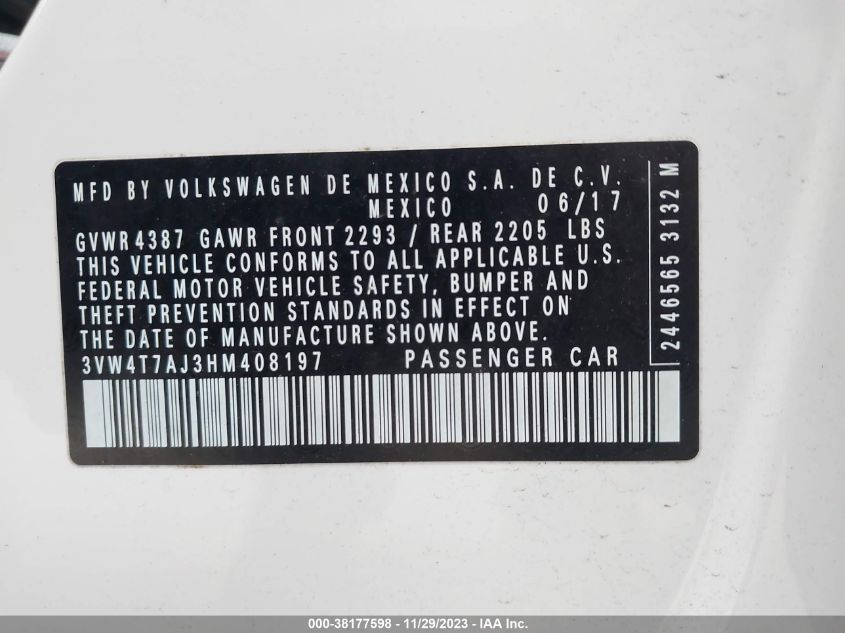 MFD BY VOLKSWAGEN DE MEXICO S.A. DE C.V.
MEXICO 06/17
GVWR 4387 GAWR FRONT 2293 / REAR 2205 LBS
THIS VEHICLE CONFORMS TO ALL APPLICABLE U.S.
FEDERAL MOTOR VEHICLE SAFETY, BUMPER AND
THEFT PREVENTION STANDARDS IN EFFECT ON
THE DATE OF MANUFACTURE SHOWN ABOVE.
3VW4T7AJ3HM408197 PASSENGER CAR
2446565 3132 M
000-38177598 - 11/29/2023 - IAA Inc.